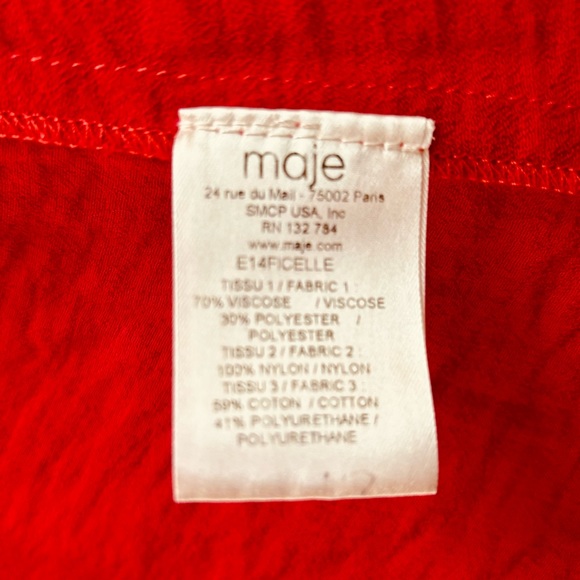 maje
24 rue du Mail - 75002 Paris
SMCP USA, Inc
RN 132 784
www.maje.com
E14FICELLE
TISSU 1 / FABRIC 1 :
70% VISCOSE / VISCOSE
30% POLYESTER /
POLYESTER
TISSU 2 / FABRIC 2 :
100% NYLON / NYLON
TISSU 3 / FABRIC 3 :
59% COTON / COTTON
41% POLYURETHANE /
POLYURETHANE